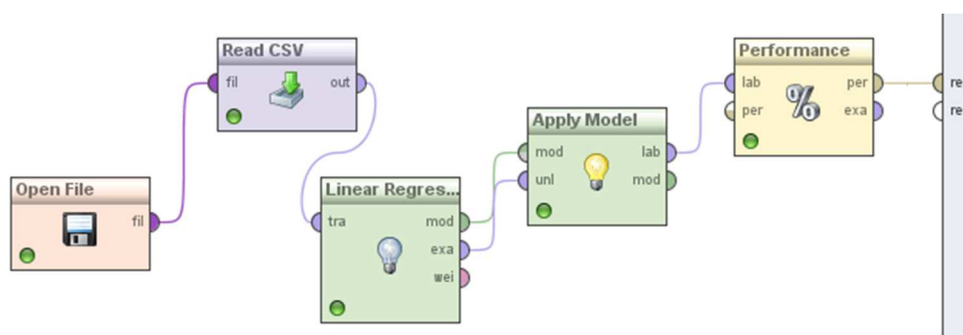 Open File
fil
Read CSV
fil
out
Linear Regres...
tra
mod
exa
wei
Apply Model
mod
lab
unl
mod
Performance
lab
per
per
exa
re
re